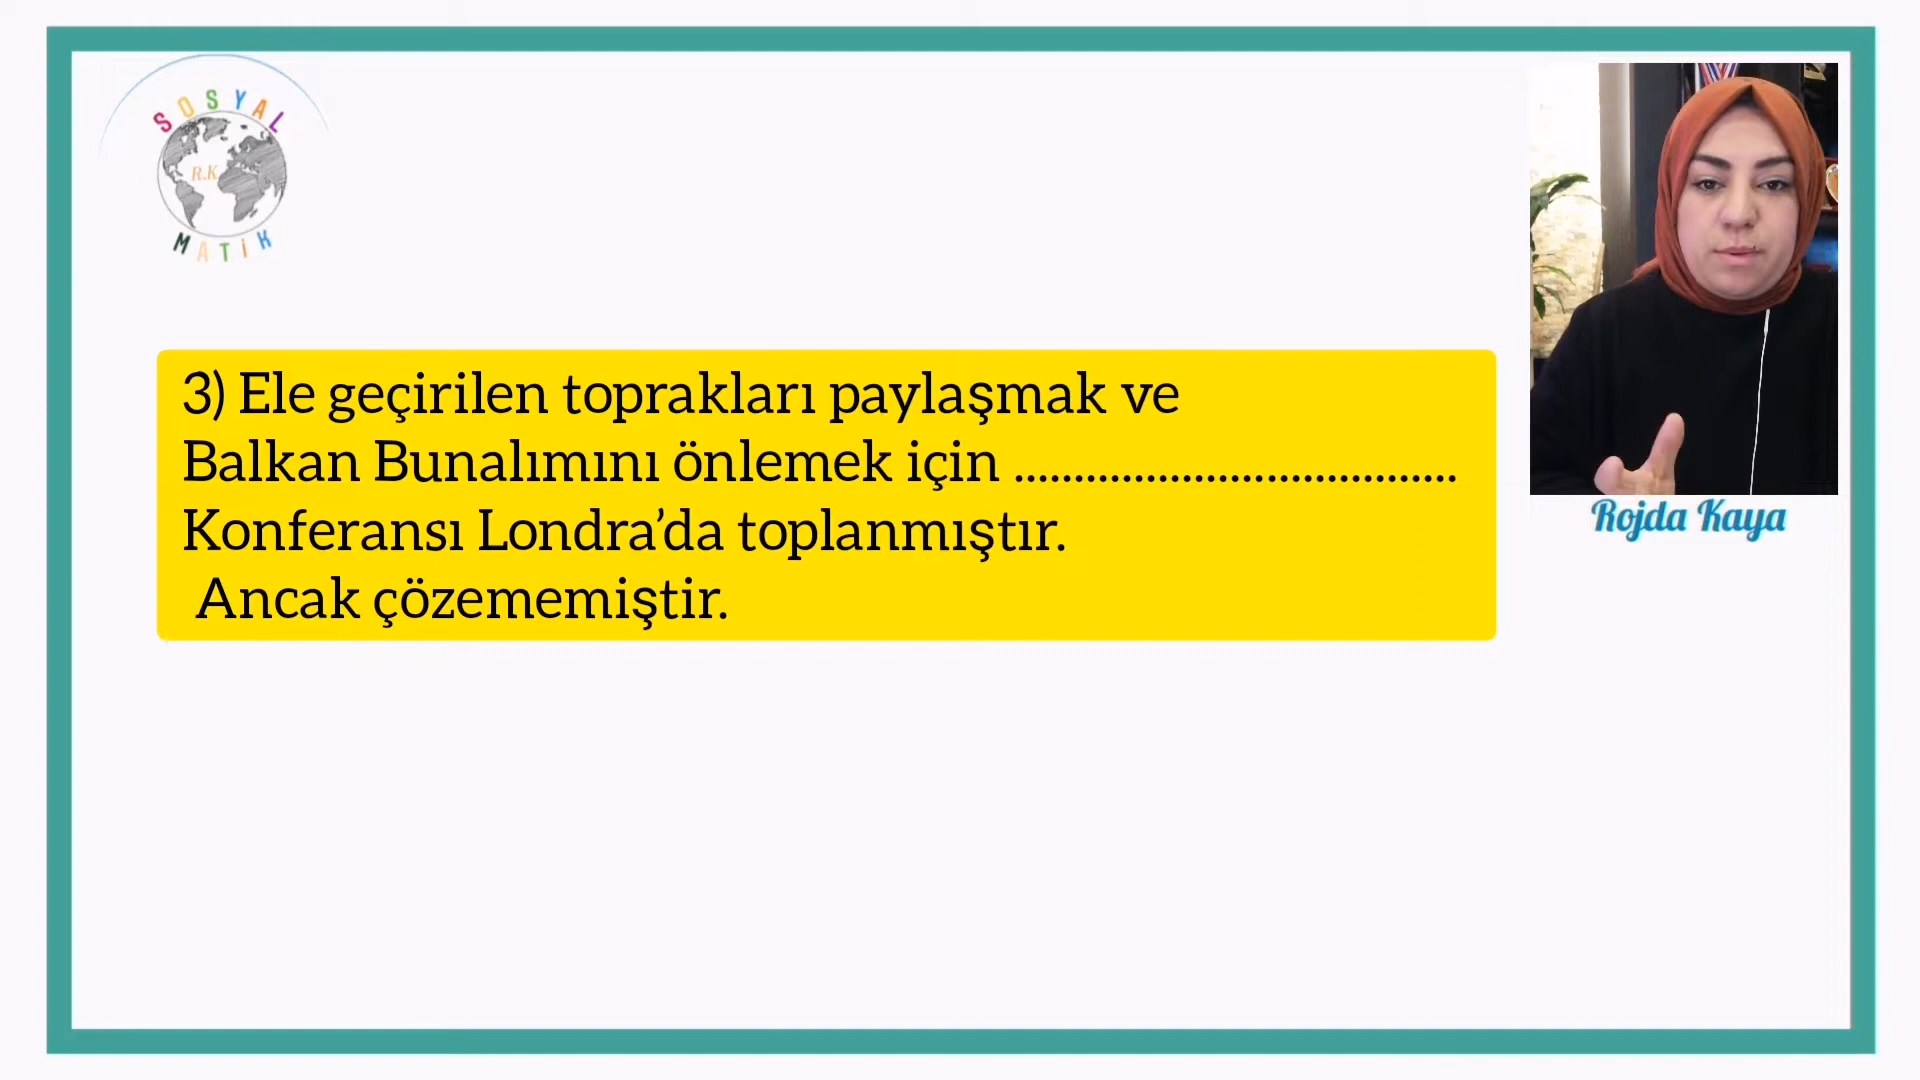 SOSYAL
R.K.
MATİK
3) Ele geçirilen toprakları paylaşmak ve
Balkan Bunalımını önlemek için .....................................
Konferansı Londra’da toplanmıştır.
Ancak çözememiştir.
Rojda Kaya